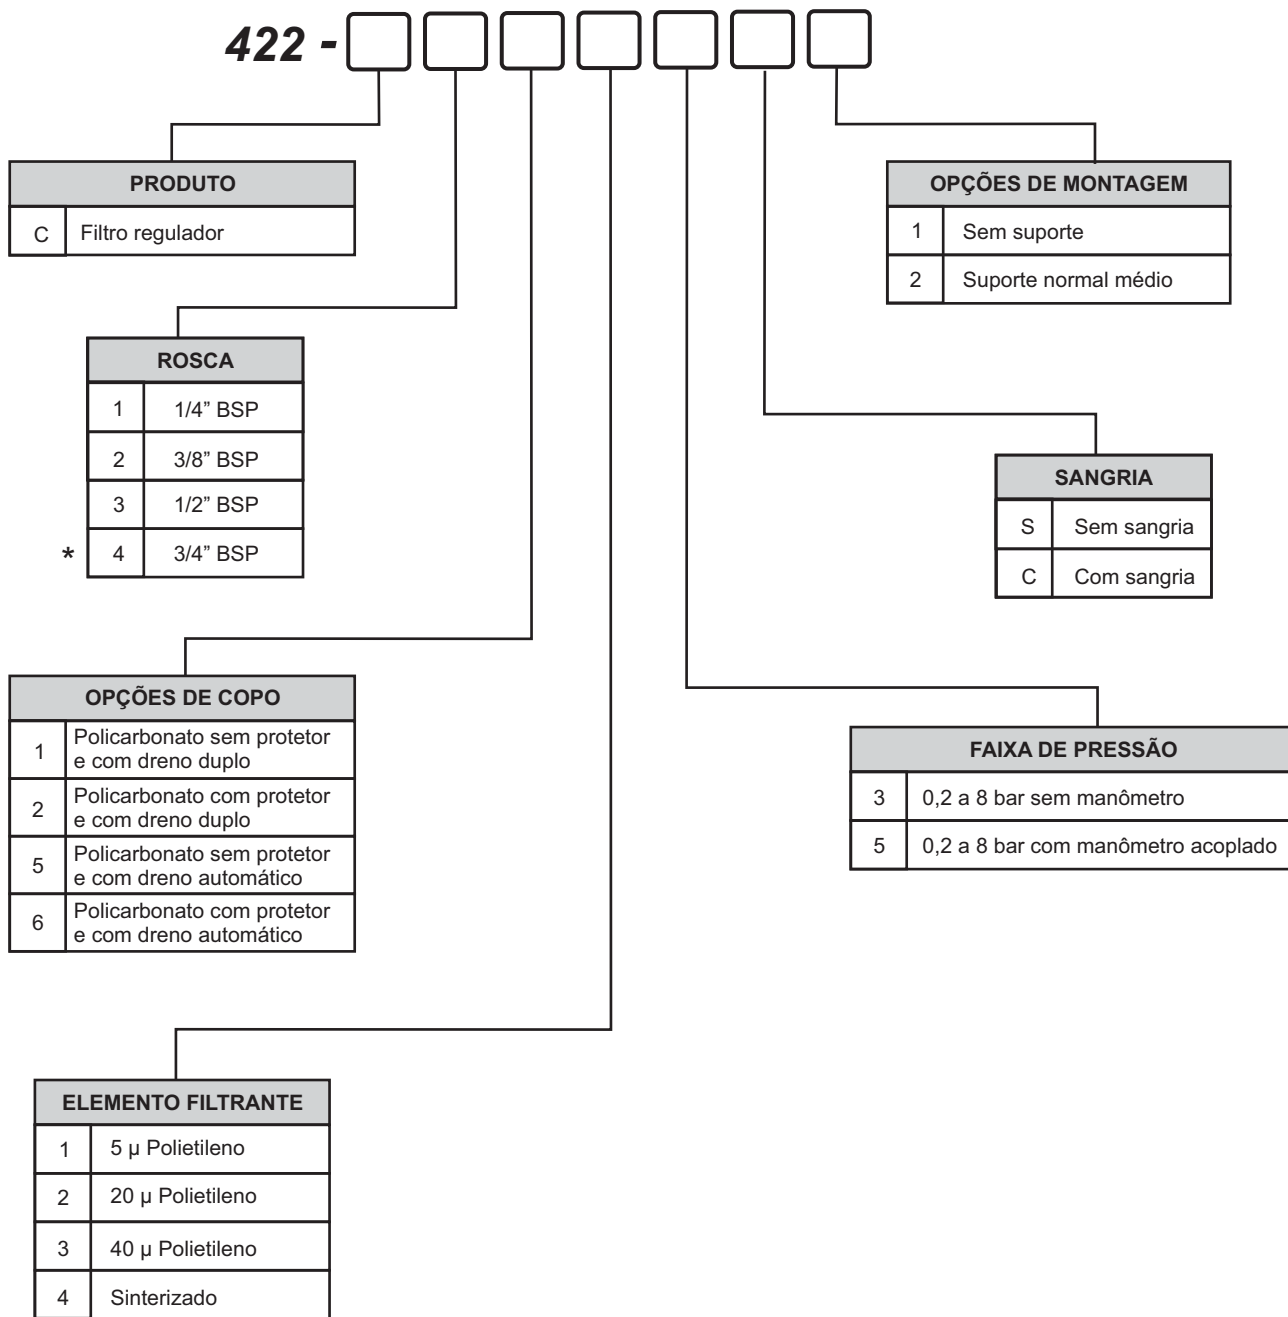 422 -
PRODUTO
C Filtro regulador
OPÇÕES DE MONTAGEM
1 Sem suporte
2 Suporte normal médio
ROSCA
1 1/4” BSP
2 3/8” BSP
3 1/2” BSP
* 4 3/4” BSP
SANGRIA
S Sem sangria
C Com sangria
OPÇÕES DE COPO
1 Policarbonato sem protetor
e com dreno duplo
2 Policarbonato com protetor
e com dreno duplo
5 Policarbonato sem protetor
e com dreno automático
6 Policarbonato com protetor
e com dreno automático
FAIXA DE PRESSÃO
3 0,2 a 8 bar sem manômetro
5 0,2 a 8 bar com manômetro acoplado
ELEMENTO FILTRANTE
1 5 µ Polietileno
2 20 µ Polietileno
3 40 µ Polietileno
4 Sinterizado